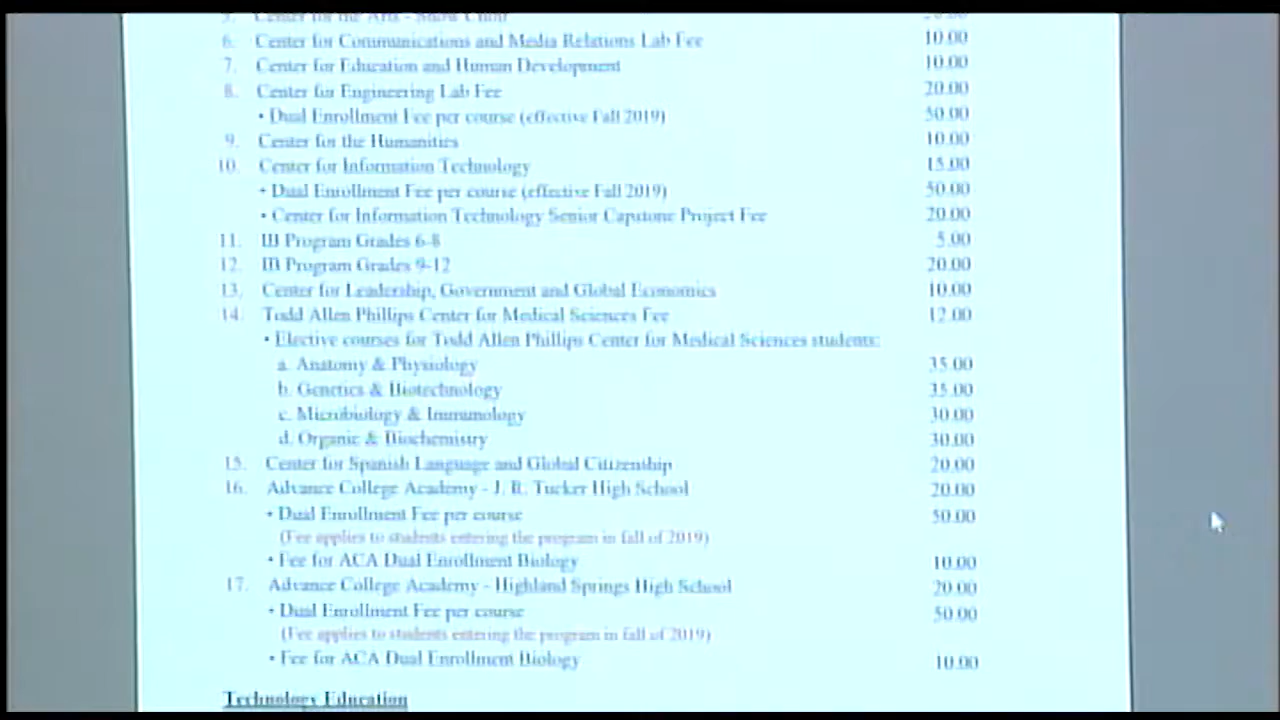 5. Center for the Arts - Show Choir 20.00
6. Center for Communications and Media Relations Lab Fee 10.00
7. Center for Education and Human Development 10.00
8. Center for Engineering Lab Fee 20.00
• Dual Enrollment Fee per course (effective Fall 2019) 50.00
9. Center for the Humanities 10.00
10. Center for Information Technology 15.00
• Dual Enrollment Fee per course (effective Fall 2019) 50.00
• Center for Information Technology Senior Capstone Project Fee 20.00
11. IB Program Grades 6-8 5.00
12. IB Program Grades 9-12 20.00
13. Center for Leadership, Government and Global Economics 10.00
14. Todd Allen Phillips Center for Medical Sciences Fee 12.00
• Elective courses for Todd Allen Phillips Center for Medical Sciences students:
a. Anatomy & Physiology 35.00
b. Genetics & Biotechnology 35.00
c. Microbiology & Immunology 30.00
d. Organic & Biochemistry 30.00
15. Center for Spanish Language and Global Citizenship 20.00
16. Advance College Academy - J. R. Tucker High School 20.00
• Dual Enrollment Fee per course 50.00
(Fee applies to students entering the program in fall of 2019)
• Fee for ACA Dual Enrollment Biology 10.00
17. Advance College Academy - Highland Springs High School 20.00
• Dual Enrollment Fee per course 50.00
(Fee applies to students entering the program in fall of 2019)
• Fee for ACA Dual Enrollment Biology 10.00
Technology Education